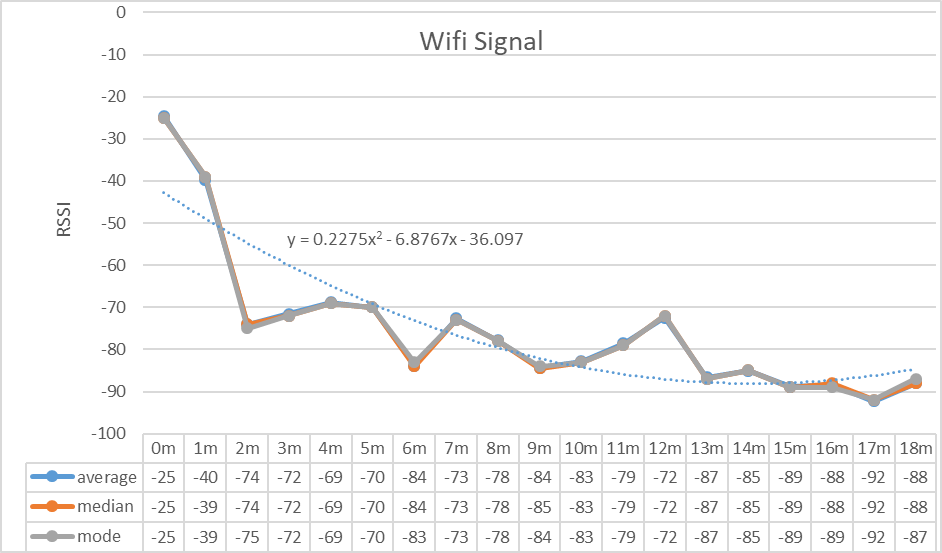 Wifi Signal
0
-10
-20
-30
-40
-50
-60
-70
-80
-90
-100
RSSI
y = 0.2275x² - 6.8767x - 36.097
0m 1m 2m 3m 4m 5m 6m 7m 8m 9m 10m 11m 12m 13m 14m 15m 16m 17m 18m
average -25 -40 -74 -72 -69 -70 -84 -73 -78 -84 -83 -79 -72 -87 -85 -89 -88 -92 -88
median -25 -39 -74 -72 -69 -70 -84 -73 -78 -85 -83 -79 -72 -87 -85 -89 -88 -92 -88
mode -25 -39 -75 -72 -69 -70 -83 -73 -78 -84 -83 -79 -72 -87 -85 -89 -89 -92 -87